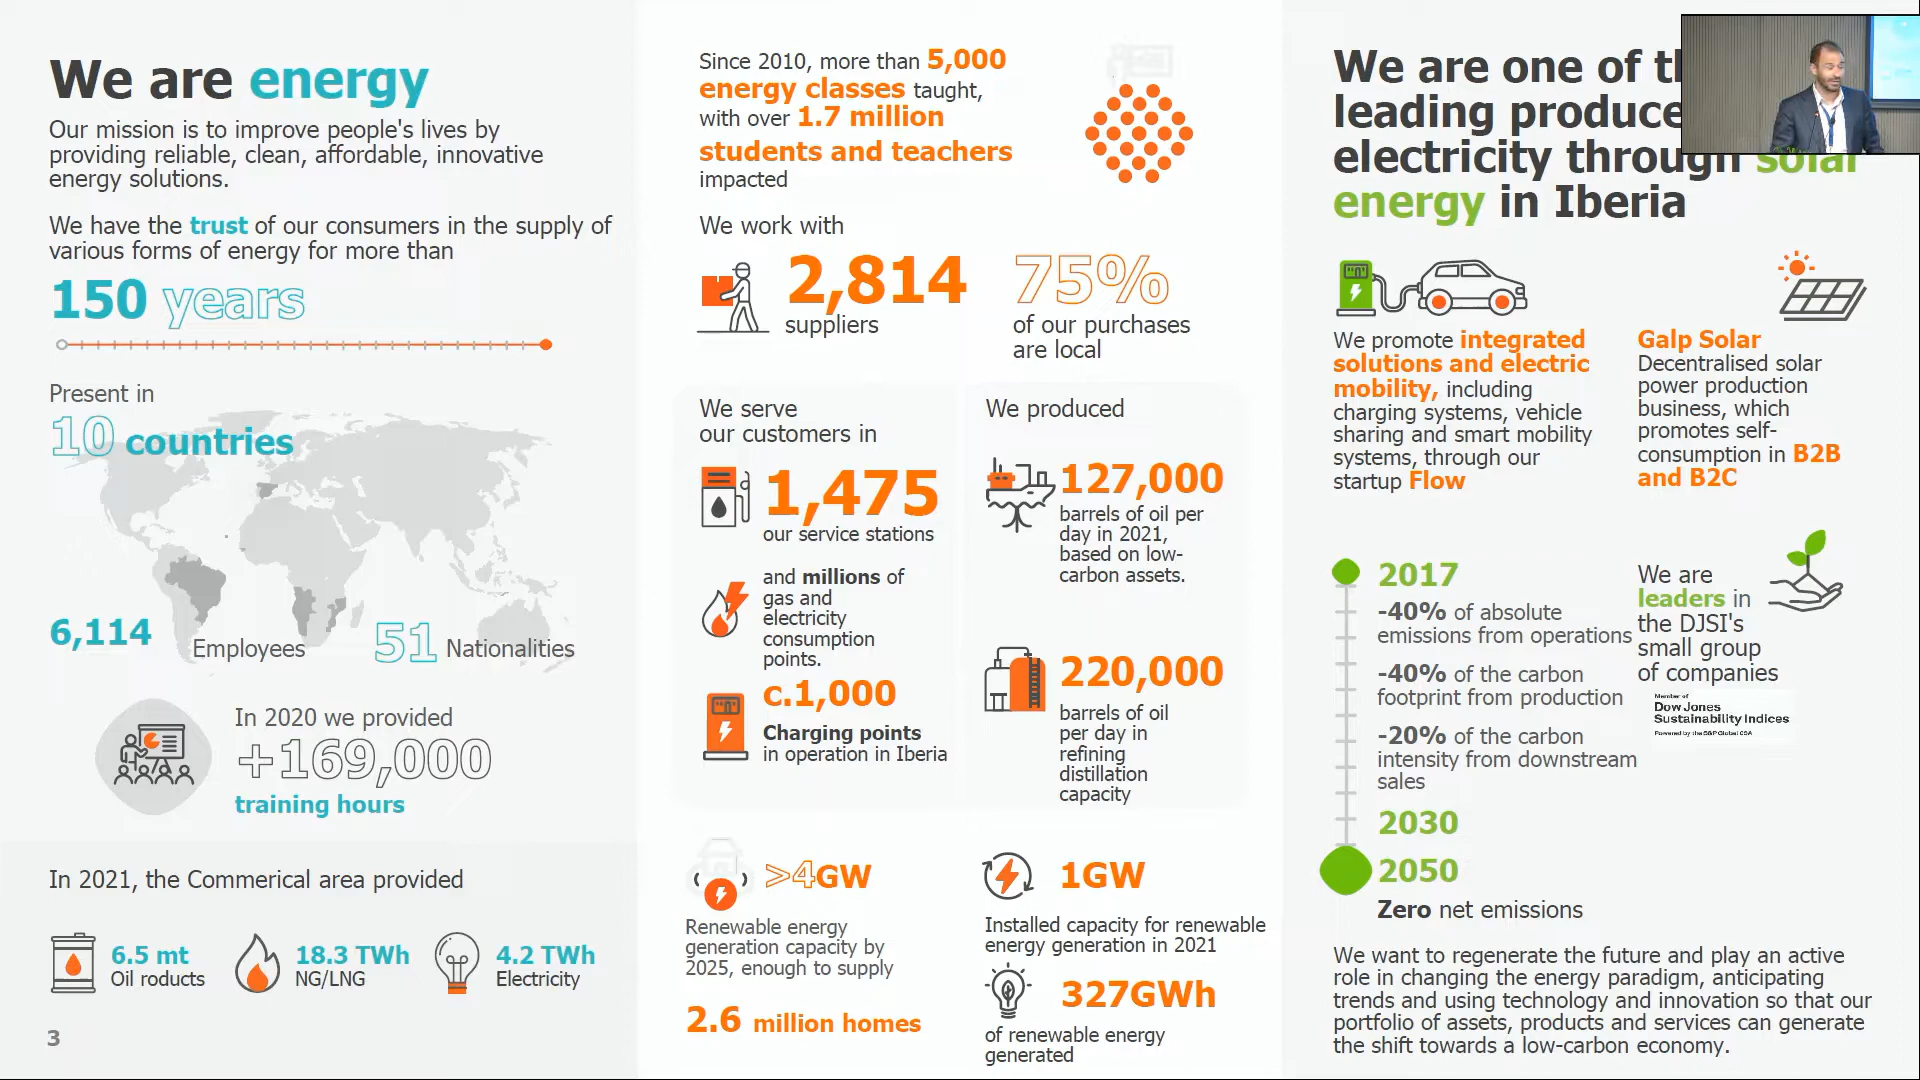 We are energy
Our mission is to improve people's lives by
providing reliable, clean, affordable, innovative
energy solutions.
We have the trust of our consumers in the supply of
various forms of energy for more than
150 years
Present in
10 countries
6,114
Employees
51 Nationalities
In 2020 we provided
+169,000
training hours
In 2021, the Commerical area provided
6.5 mt
Oil roducts
18.3 TWh
NG/LNG
4.2 TWh
Electricity
3
Since 2010, more than 5,000
energy classes taught,
with over 1.7 million
students and teachers
impacted
We work with
2,814
suppliers
75%
of our purchases
are local
We serve
our customers in
1,475
our service stations
and millions of
gas and
electricity
consumption
points.
c.1,000
Charging points
in operation in Iberia
We produced
127,000
barrels of oil per
day in 2021,
based on low-
carbon assets.
220,000
barrels of oil
per day in
refining
distillation
capacity
>4GW
Renewable energy
generation capacity by
2025, enough to supply
2.6 million homes
1GW
Installed capacity for renewable
energy generation in 2021
327GWh
of renewable energy
generated
We are one of
leading
electricity through solar
energy in Iberia
We promote integrated
solutions and electric
mobility, including
charging systems, vehicle
sharing and smart mobility
systems, through our
startup Flow
Galp Solar
Decentralised solar
power production
business, which
promotes self-
consumption in B2B
and B2C
2017
-40% of absolute
emissions from operations
-40% of the carbon
footprint from production
-20% of the carbon
intensity from downstream
sales
2030
2050
Zero net emissions
We are
leaders in
the DJSI's
small group
of companies
Member of
Dow Jones
Sustainability Indices
Powered by the S&P Global CSA
We want to regenerate the future and play an active
role in changing the energy paradigm, anticipating
trends and using technology and innovation so that our
portfolio of assets, products and services can generate
the shift towards a low-carbon economy.